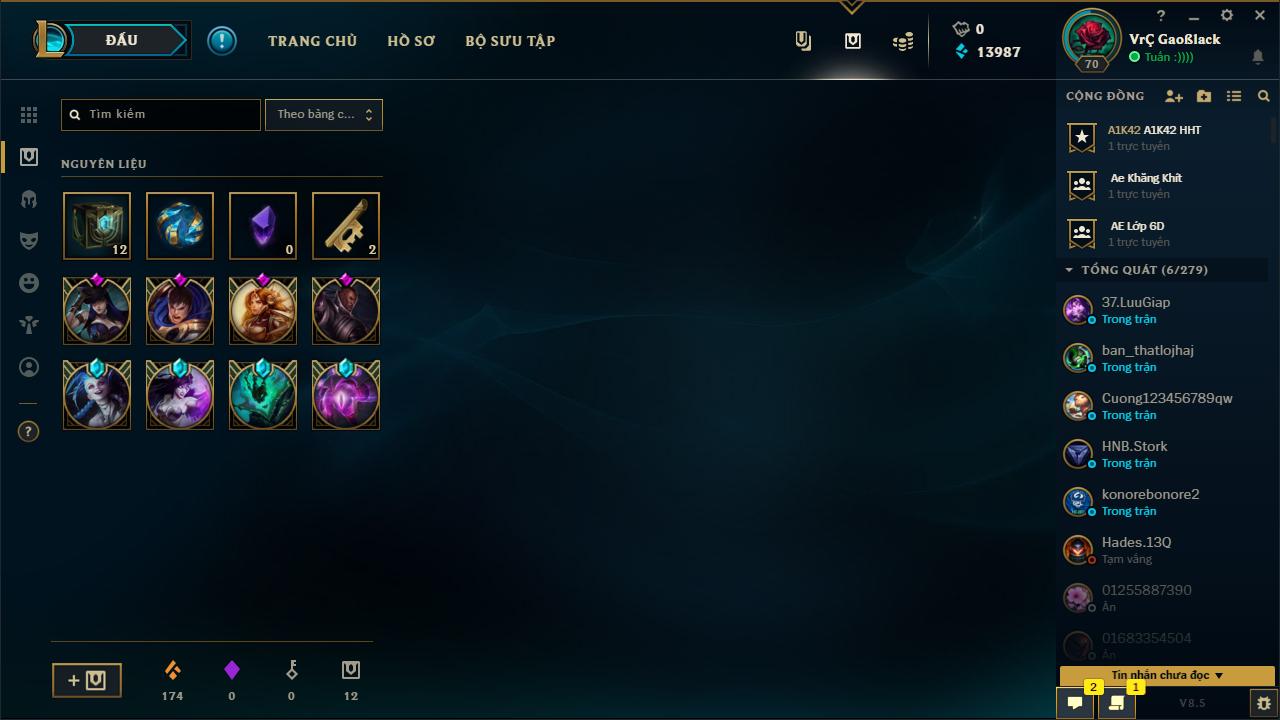 ĐẤU
TRANG CHỦ
HỒ SƠ
BỘ SƯU TẬP
0
13987
VrÇ Gaoßlack
Tuấn :))))
70
Tìm kiếm
Theo bảng c...
NGUYÊN LIỆU
12
0
2
174
0
0
12
CỘNG ĐỒNG
A1K42 A1K42 HHT
1 trực tuyến
Ae Khăng Khít
1 trực tuyến
AE Lớp 6D
1 trực tuyến
TỔNG QUÁT (6/279)
37.LuuGiap
Trong trận
ban_thatlojhaj
Trong trận
Cuong123456789qw
Trong trận
HNB.Stork
Trong trận
konorebonore2
Trong trận
Hades.13Q
Tạm vắng
01255887390
Ẩn
01683354504
Ẩn
Tin nhắn chưa đọc
2
1
V8.5